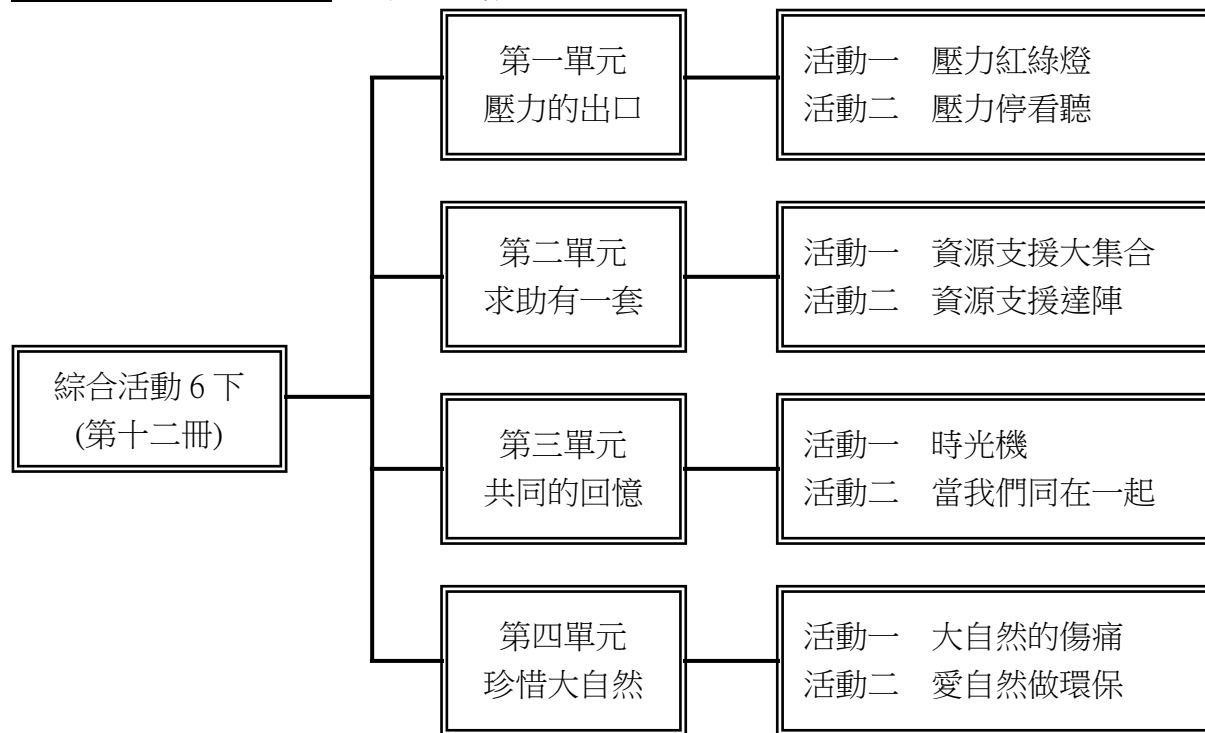 第一單元
壓力的出口
活動一　壓力紅綠燈
活動二　壓力停看聽
第二單元
求助有一套
活動一　資源支援大集合
活動二　資源支援達陣
綜合活動 6 下
(第十二冊)
第三單元
共同的回憶
活動一　時光機
活動二　當我們同在一起
第四單元
珍惜大自然
活動一　大自然的傷痛
活動二　愛自然做環保